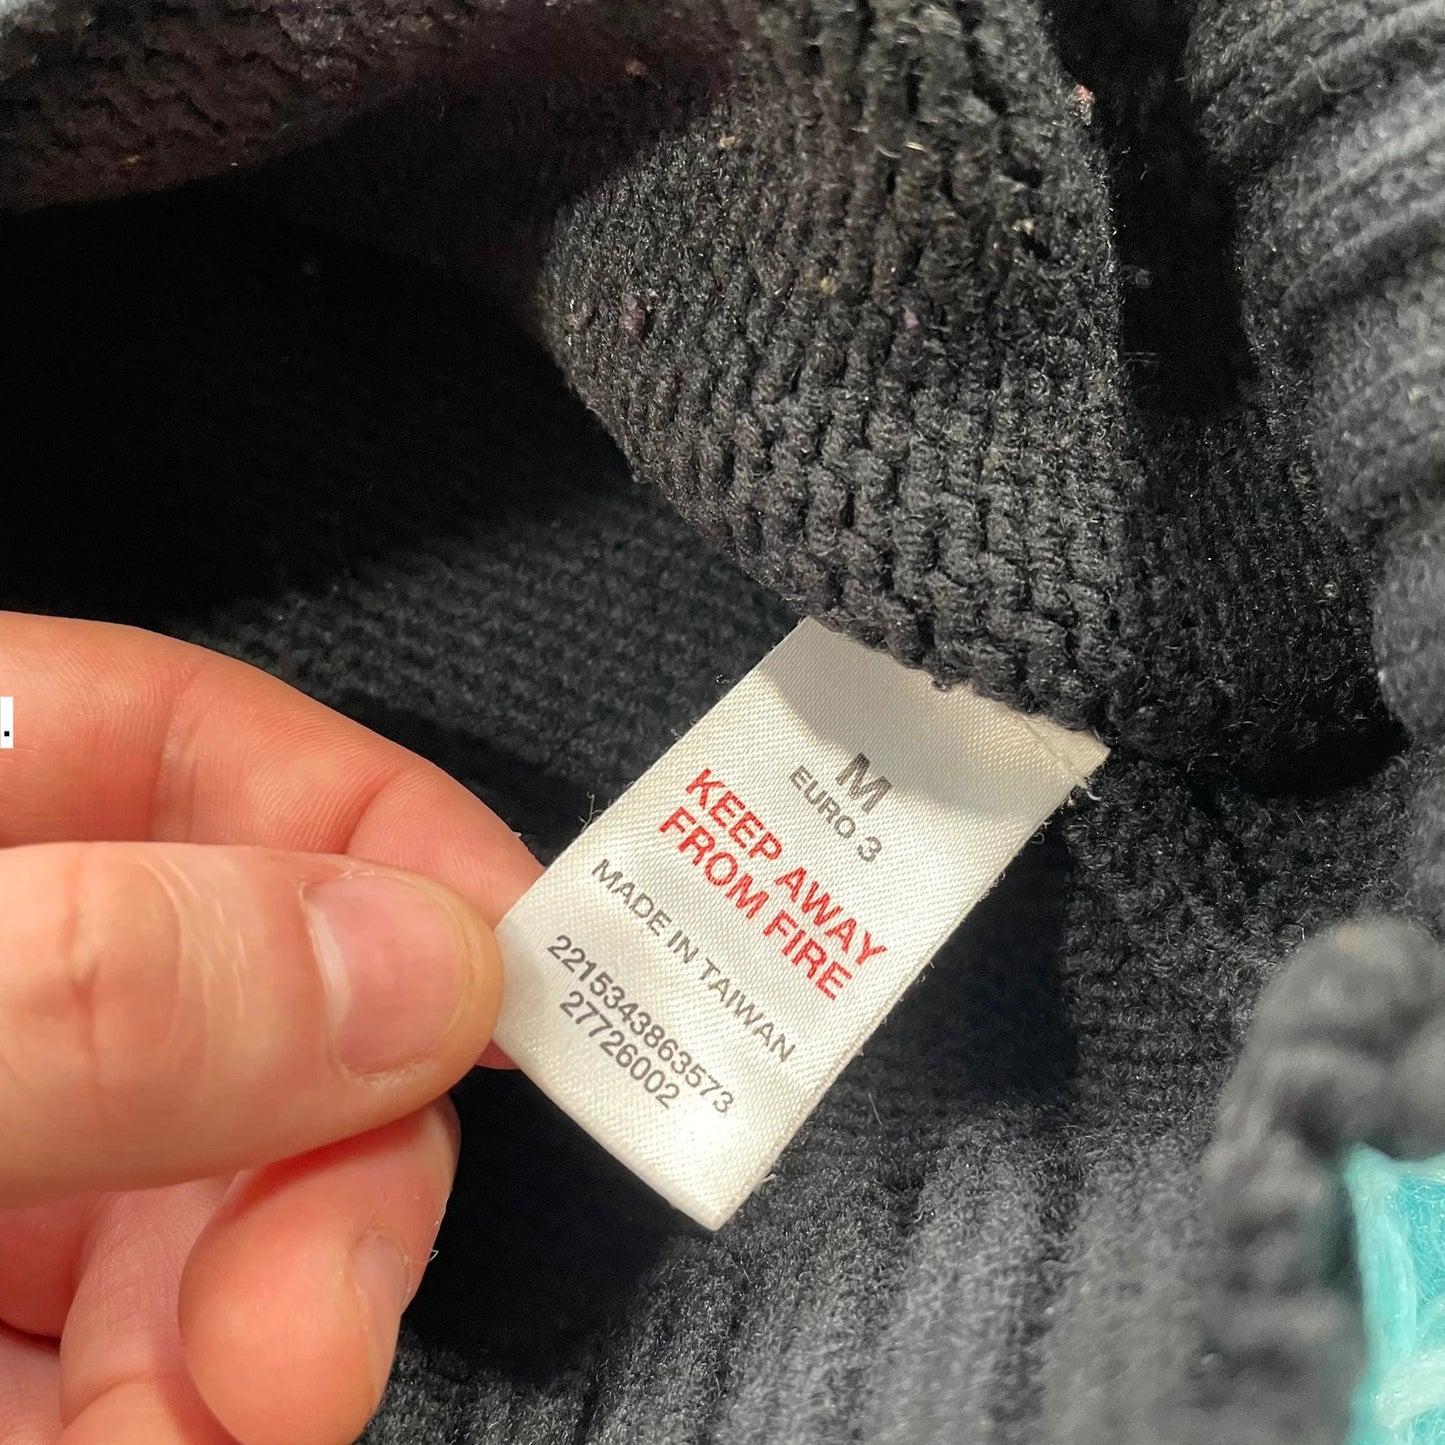 M
EURO 3
KEEP AWAY
FROM FIRE
MADE IN TAIWAN
2215343863573
27726002